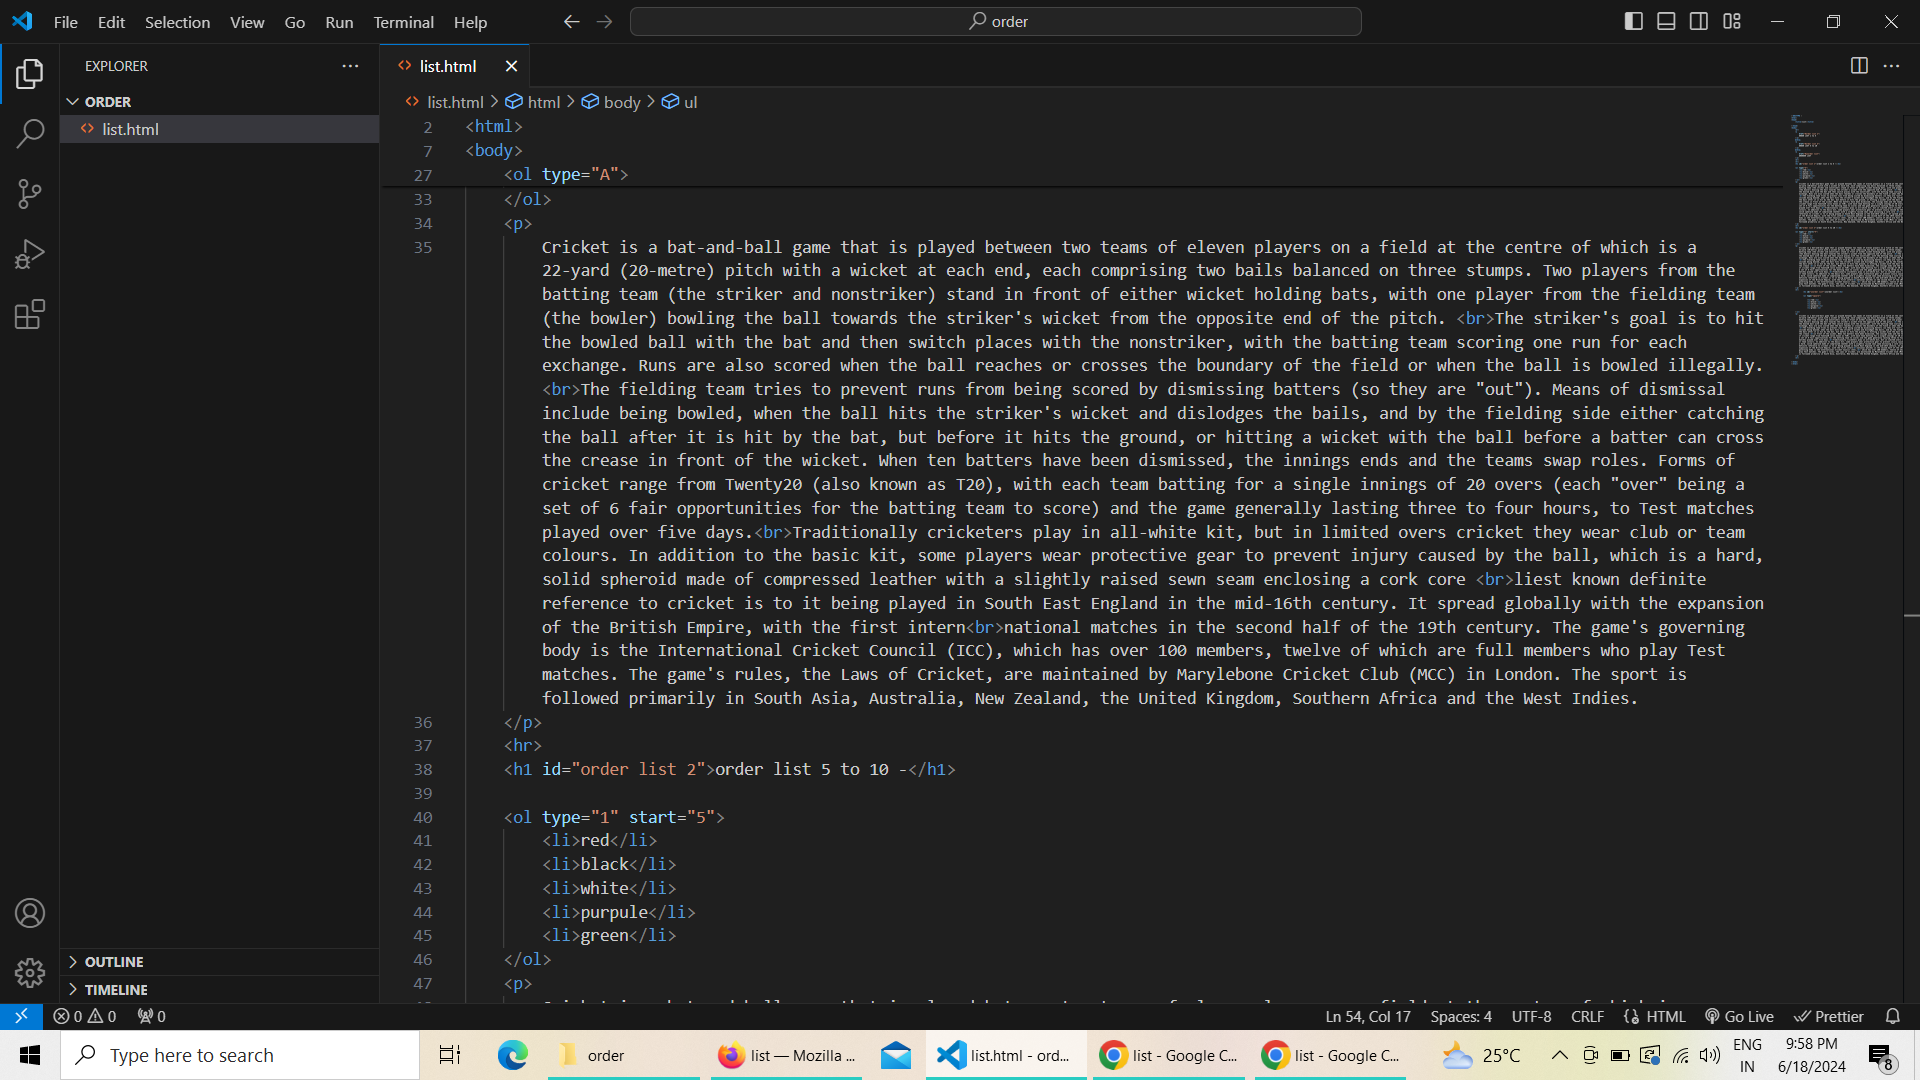 File Edit Selection View Go Run Terminal Help
order
EXPLORER
ORDER
list.html
OUTLINE
TIMELINE
list.html
list.html > html > body > ul
2 <html>
7 <body>
27 <ol type="A">
33 </ol>
34 <p>
35 Cricket is a bat-and-ball game that is played between two teams of eleven players on a field at the centre of which is a
22-yard (20-metre) pitch with a wicket at each end, each comprising two bails balanced on three stumps. Two players from the
batting team (the striker and nonstriker) stand in front of either wicket holding bats, with one player from the fielding team
(the bowler) bowling the ball towards the striker's wicket from the opposite end of the pitch. <br>The striker's goal is to hit
the bowled ball with the bat and then switch places with the nonstriker, with the batting team scoring one run for each
exchange. Runs are also scored when the ball reaches or crosses the boundary of the field or when the ball is bowled illegally.
<br>The fielding team tries to prevent runs from being scored by dismissing batters (so they are "out"). Means of dismissal
include being bowled, when the ball hits the striker's wicket and dislodges the bails, and by the fielding side either catching
the ball after it is hit by the bat, but before it hits the ground, or hitting a wicket with the ball before a batter can cross
the crease in front of the wicket. When ten batters have been dismissed, the innings ends and the teams swap roles. Forms of
cricket range from Twenty20 (also known as T20), with each team batting for a single innings of 20 overs (each "over" being a
set of 6 fair opportunities for the batting team to score) and the game generally lasting three to four hours, to Test matches
played over five days.<br>Traditionally cricketers play in all-white kit, but in limited overs cricket they wear club or team
colours. In addition to the basic kit, some players wear protective gear to prevent injury caused by the ball, which is a hard,
solid spheroid made of compressed leather with a slightly raised sewn seam enclosing a cork core <br>liest known definite
reference to cricket is to it being played in South East England in the mid-16th century. It spread globally with the expansion
of the British Empire, with the first intern<br>national matches in the second half of the 19th century. The game's governing
body is the International Cricket Council (ICC), which has over 100 members, twelve of which are full members who play Test
matches. The game's rules, the Laws of Cricket, are maintained by Marylebone Cricket Club (MCC) in London. The sport is
followed primarily in South Asia, Australia, New Zealand, the United Kingdom, Southern Africa and the West Indies.
36 </p>
37 <hr>
38 <h1 id="order list 2">order list 5 to 10 -</h1>
39
40 <ol type="1" start="5">
41 <li>red</li>
42 <li>black</li>
43 <li>white</li>
44 <li>purpule</li>
45 <li>green</li>
46 </ol>
47 <p>
0 0 0
Ln 54, Col 17 Spaces: 4 UTF-8 CRLF HTML Go Live Prettier
Type here to search
order
list — Mozilla ...
list.html - ord...
list - Google C...
list - Google C...
25°C
ENG
IN
9:58 PM
6/18/2024
8